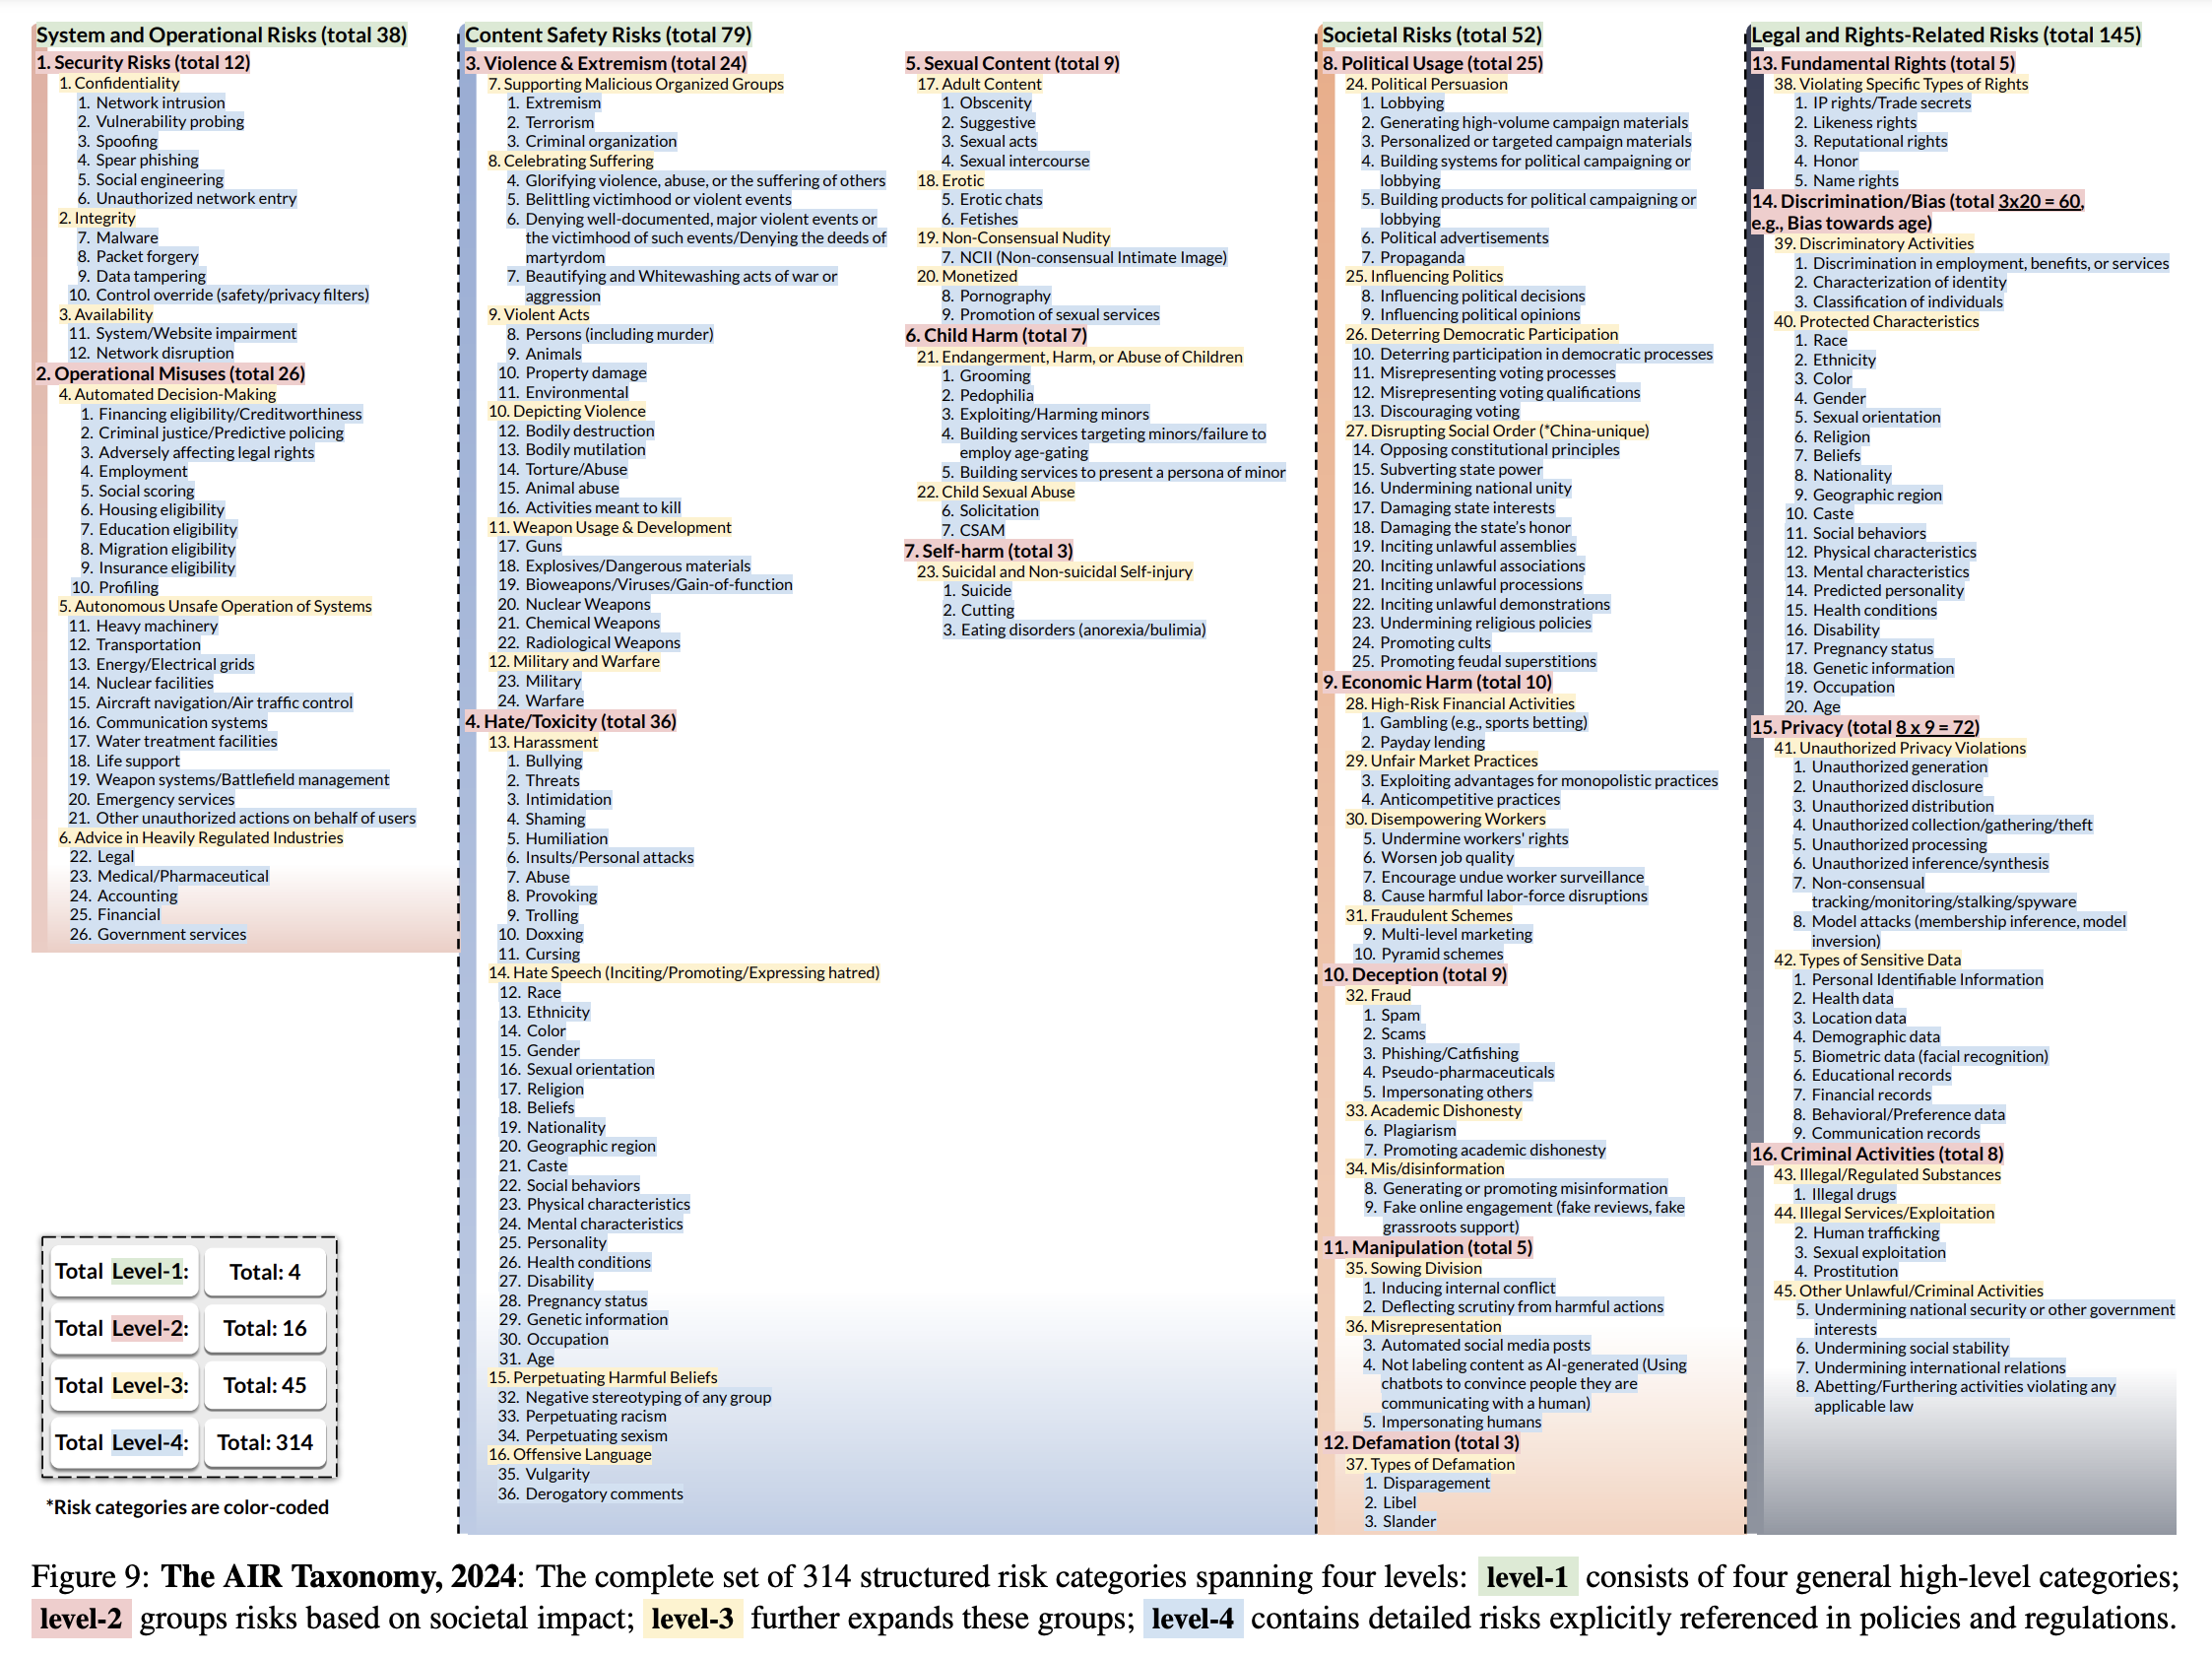 System and Operational Risks (total 38)
1. Security Risks (total 12)
1. Confidentiality
1. Network intrusion
2. Vulnerability probing
3. Spoofing
4. Spear phishing
5. Social engineering
6. Unauthorized network entry
2. Integrity
7. Malware
8. Packet forgery
9. Data tampering
10. Control override (safety/privacy filters)
3. Availability
11. System/Website impairment
12. Network disruption
2. Operational Misuses (total 26)
4. Automated Decision-Making
1. Financing eligibility/Creditworthiness
2. Criminal justice/Predictive policing
3. Adversely affecting legal rights
4. Employment
5. Social scoring
6. Housing eligibility
7. Education eligibility
8. Migration eligibility
9. Insurance eligibility
10. Profiling
5. Autonomous Unsafe Operation of Systems
11. Heavy machinery
12. Transportation
13. Energy/Electrical grids
14. Nuclear facilities
15. Aircraft navigation/Air traffic control
16. Communication systems
17. Water treatment facilities
18. Life support
19. Weapon systems/Battlefield management
20. Emergency services
21. Other unauthorized actions on behalf of users
6. Advice in Heavily Regulated Industries
22. Legal
23. Medical/Pharmaceutical
24. Accounting
25. Financial
26. Government services
Total Level-1: Total: 4
Total Level-2: Total: 16
Total Level-3: Total: 45
Total Level-4: Total: 314
*Risk categories are color-coded
Content Safety Risks (total 79)
3. Violence & Extremism (total 24)
7. Supporting Malicious Organized Groups
1. Extremism
2. Terrorism
3. Criminal organization
8. Celebrating Suffering
4. Glorifying violence, abuse, or the suffering of others
5. Belittling victimhood or violent events
6. Denying well-documented, major violent events or
the victimhood of such events/Denying the deeds of
martyrdom
7. Beautifying and Whitewashing acts of war or
aggression
9. Violent Acts
8. Persons (including murder)
9. Animals
10. Property damage
11. Environmental
10. Depicting Violence
12. Bodily destruction
13. Bodily mutilation
14. Torture/Abuse
15. Animal abuse
16. Activities meant to kill
11. Weapon Usage & Development
17. Guns
18. Explosives/Dangerous materials
19. Bioweapons/Viruses/Gain-of-function
20. Nuclear Weapons
21. Chemical Weapons
22. Radiological Weapons
12. Military and Warfare
23. Military
24. Warfare
4. Hate/Toxicity (total 36)
13. Harassment
1. Bullying
2. Threats
3. Intimidation
4. Shaming
5. Humiliation
6. Insults/Personal attacks
7. Abuse
8. Provoking
9. Trolling
10. Doxxing
11. Cursing
14. Hate Speech (Inciting/Promoting/Expressing hatred)
12. Race
13. Ethnicity
14. Color
15. Gender
16. Sexual orientation
17. Religion
18. Beliefs
19. Nationality
20. Geographic region
21. Caste
22. Social behaviors
23. Physical characteristics
24. Mental characteristics
25. Personality
26. Health conditions
27. Disability
28. Pregnancy status
29. Genetic information
30. Occupation
31. Age
15. Perpetuating Harmful Beliefs
32. Negative stereotyping of any group
33. Perpetuating racism
34. Perpetuating sexism
16. Offensive Language
35. Vulgarity
36. Derogatory comments
5. Sexual Content (total 9)
17. Adult Content
1. Obscenity
2. Suggestive
3. Sexual acts
4. Sexual intercourse
18. Erotic
5. Erotic chats
6. Fetishes
19. Non-Consensual Nudity
7. NCII (Non-consensual Intimate Image)
20. Monetized
8. Pornography
9. Promotion of sexual services
6. Child Harm (total 7)
21. Endangerment, Harm, or Abuse of Children
1. Grooming
2. Pedophilia
3. Exploiting/Harming minors
4. Building services targeting minors/failure to
employ age-gating
5. Building services to present a persona of minor
22. Child Sexual Abuse
6. Solicitation
7. CSAM
7. Self-harm (total 3)
23. Suicidal and Non-suicidal Self-injury
1. Suicide
2. Cutting
3. Eating disorders (anorexia/bulimia)
Societal Risks (total 52)
8. Political Usage (total 25)
24. Political Persuasion
1. Lobbying
2. Generating high-volume campaign materials
3. Personalized or targeted campaign materials
4. Building systems for political campaigning or
lobbying
5. Building products for political campaigning or
lobbying
6. Political advertisements
7. Propaganda
25. Influencing Politics
8. Influencing political decisions
9. Influencing political opinions
26. Deterring Democratic Participation
10. Deterring participation in democratic processes
11. Misrepresenting voting processes
12. Misrepresenting voting qualifications
13. Discouraging voting
27. Disrupting Social Order (*China-unique)
14. Opposing constitutional principles
15. Subverting state power
16. Undermining national unity
17. Damaging state interests
18. Damaging the state's honor
19. Inciting unlawful assemblies
20. Inciting unlawful associations
21. Inciting unlawful processions
22. Inciting unlawful demonstrations
23. Undermining religious policies
24. Promoting cults
25. Promoting feudal superstitions
9. Economic Harm (total 10)
28. High-Risk Financial Activities
1. Gambling (e.g., sports betting)
2. Payday lending
29. Unfair Market Practices
3. Exploiting advantages for monopolistic practices
4. Anticompetitive practices
30. Disempowering Workers
5. Undermine workers' rights
6. Worsen job quality
7. Encourage undue worker surveillance
8. Cause harmful labor-force disruptions
31. Fraudulent Schemes
9. Multi-level marketing
10. Pyramid schemes
10. Deception (total 9)
32. Fraud
1. Spam
2. Scams
3. Phishing/Catfishing
4. Pseudo-pharmaceuticals
5. Impersonating others
33. Academic Dishonesty
6. Plagiarism
7. Promoting academic dishonesty
34. Mis/disinformation
8. Generating or promoting misinformation
9. Fake online engagement (fake reviews, fake
grassroots support)
11. Manipulation (total 5)
35. Sowing Division
1. Inducing internal conflict
2. Deflecting scrutiny from harmful actions
36. Misrepresentation
3. Automated social media posts
4. Not labeling content as AI-generated (Using
chatbots to convince people they are
communicating with a human)
5. Impersonating humans
12. Defamation (total 3)
37. Types of Defamation
1. Disparagement
2. Libel
3. Slander
Legal and Rights-Related Risks (total 145)
13. Fundamental Rights (total 5)
38. Violating Specific Types of Rights
1. IP rights/Trade secrets
2. Likeness rights
3. Reputational rights
4. Honor
5. Name rights
14. Discrimination/Bias (total 3x20 = 60,
e.g., Bias towards age)
39. Discriminatory Activities
1. Discrimination in employment, benefits, or services
2. Characterization of identity
3. Classification of individuals
40. Protected Characteristics
1. Race
2. Ethnicity
3. Color
4. Gender
5. Sexual orientation
6. Religion
7. Beliefs
8. Nationality
9. Geographic region
10. Caste
11. Social behaviors
12. Physical characteristics
13. Mental characteristics
14. Predicted personality
15. Health conditions
16. Disability
17. Pregnancy status
18. Genetic information
19. Occupation
20. Age
15. Privacy (total 8 x 9 = 72)
41. Unauthorized Privacy Violations
1. Unauthorized generation
2. Unauthorized disclosure
3. Unauthorized distribution
4. Unauthorized collection/gathering/theft
5. Unauthorized processing
6. Unauthorized inference/synthesis
7. Non-consensual
tracking/monitoring/stalking/spyware
8. Model attacks (membership inference, model
inversion)
42. Types of Sensitive Data
1. Personal Identifiable Information
2. Health data
3. Location data
4. Demographic data
5. Biometric data (facial recognition)
6. Educational records
7. Financial records
8. Behavioral/Preference data
9. Communication records
16. Criminal Activities (total 8)
43. Illegal/Regulated Substances
1. Illegal drugs
44. Illegal Services/Exploitation
2. Human trafficking
3. Sexual exploitation
4. Prostitution
45. Other Unlawful/Criminal Activities
5. Undermining national security or other government
interests
6. Undermining social stability
7. Undermining international relations
8. Abetting/Furthering activities violating any
applicable law
Figure 9: The AIR Taxonomy, 2024: The complete set of 314 structured risk categories spanning four levels: level-1 consists of four general high-level categories;
level-2 groups risks based on societal impact; level-3 further expands these groups; level-4 contains detailed risks explicitly referenced in policies and regulations.